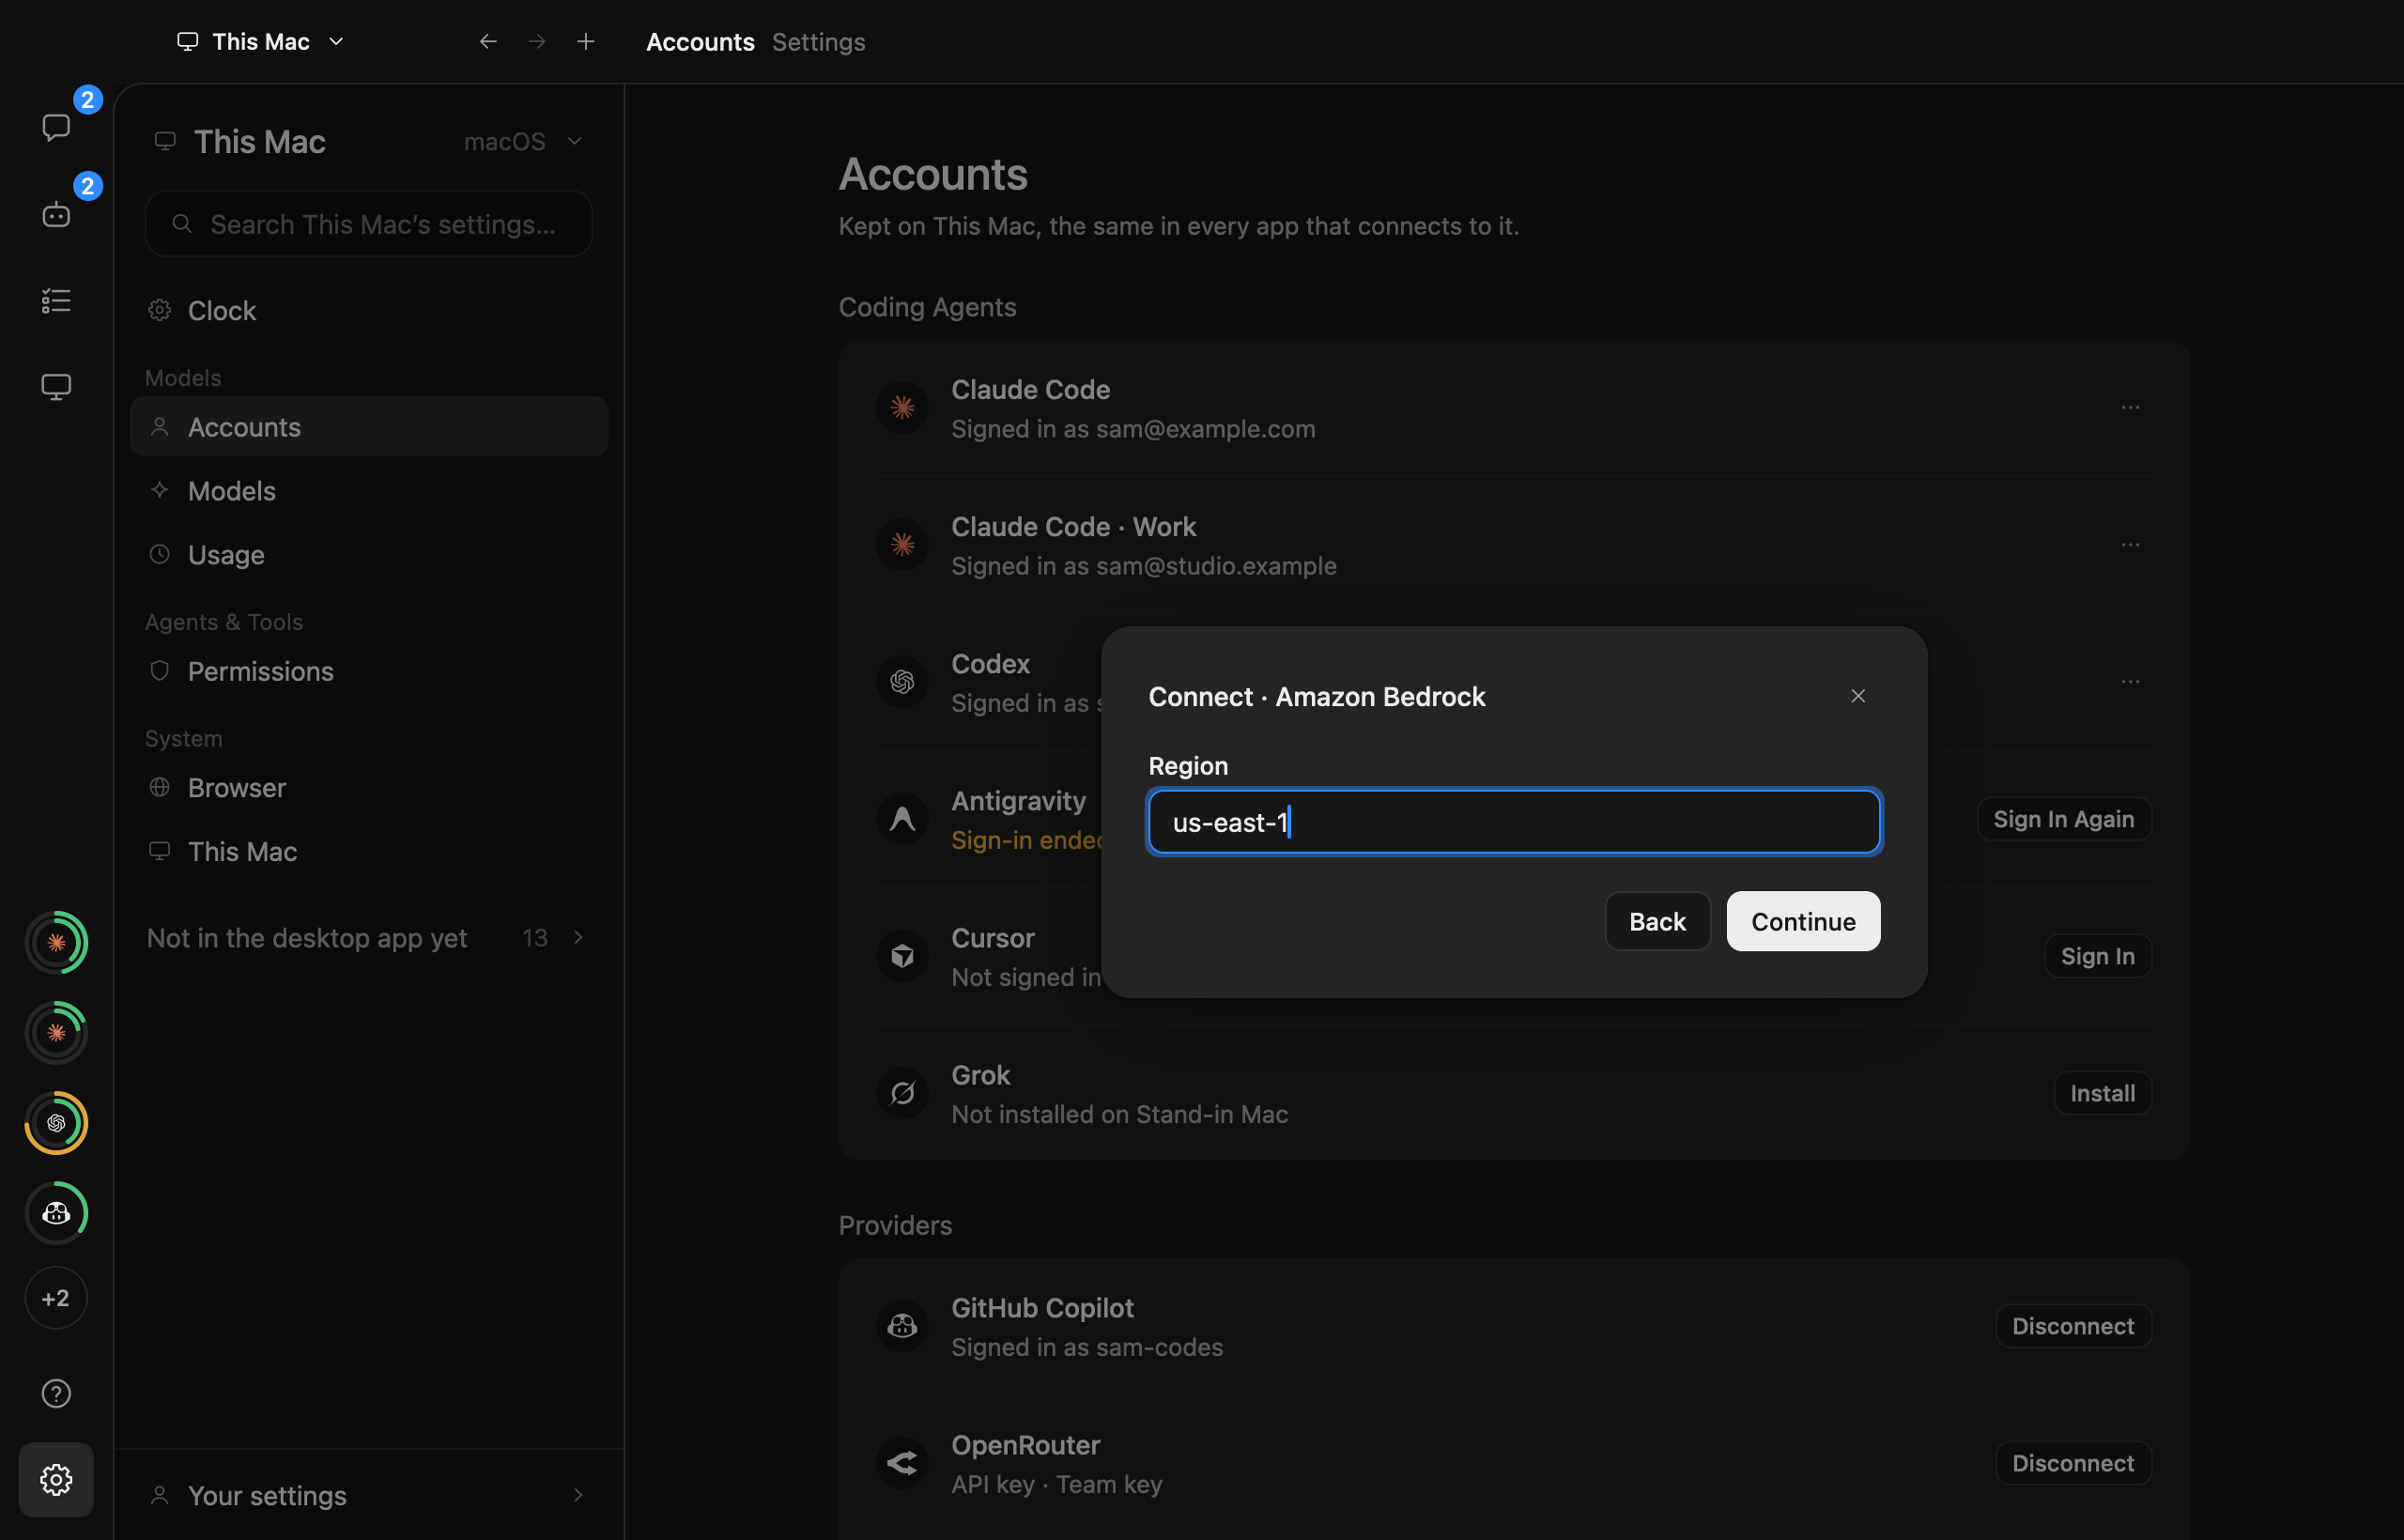 This Mac
Accounts Settings
2
2
This Mac macOS
Search This Mac’s settings...
Clock
Models
Accounts
Models
Usage
Agents & Tools
Permissions
System
Browser
This Mac
Not in the desktop app yet 13
+2
Your settings
Accounts
Kept on This Mac, the same in every app that connects to it.
Coding Agents
Claude Code
Signed in as sam@example.com
Claude Code · Work
Signed in as sam@studio.example
Codex
Signed in as
Antigravity
Sign-in ended
Sign In Again
Cursor
Not signed in
Sign In
Grok
Not installed on Stand-in Mac
Install
Connect · Amazon Bedrock
Region
us-east-1
Back
Continue
Providers
GitHub Copilot
Signed in as sam-codes
Disconnect
OpenRouter
API key · Team key
Disconnect